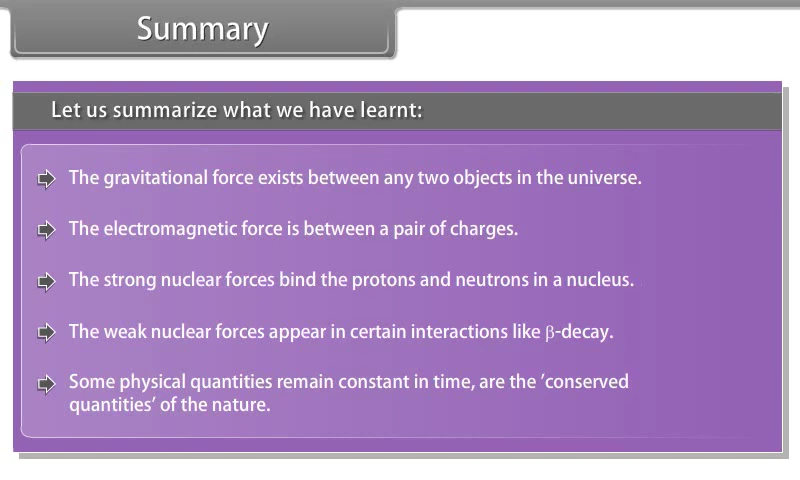 Summary
Let us summarize what we have learnt:
The gravitational force exists between any two objects in the universe.
The electromagnetic force is between a pair of charges.
The strong nuclear forces bind the protons and neutrons in a nucleus.
The weak nuclear forces appear in certain interactions like β-decay.
Some physical quantities remain constant in time, are the ’conserved
quantities’ of the nature.